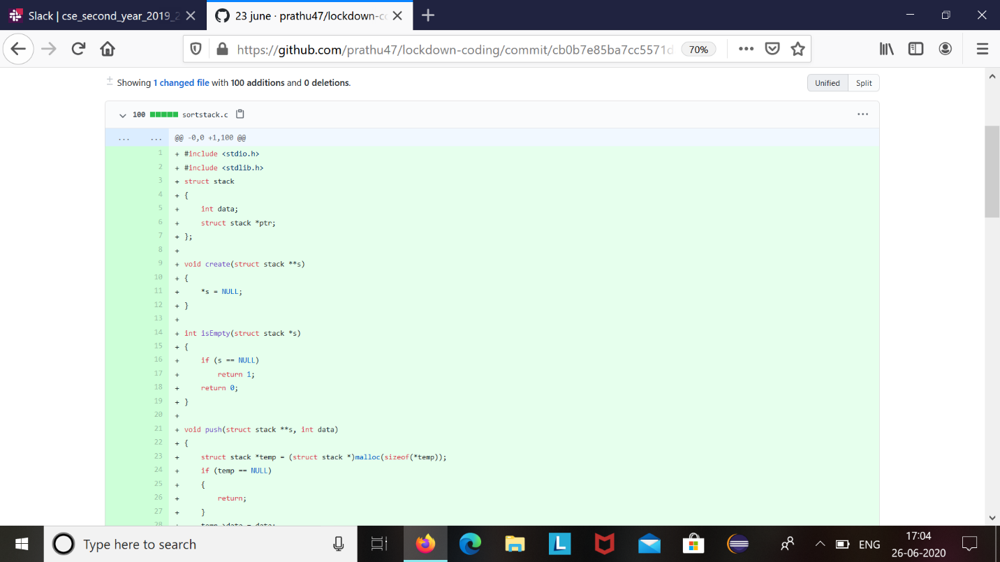 Slack | cse_second_year_2019_2
23 june · prathu47/lockdown-co
https://github.com/prathu47/lockdown-coding/commit/cb0b7e85ba7cc5571d
70%
Showing 1 changed file with 100 additions and 0 deletions.
Unified Split
100 sortstack.c
... ... @@ -0,0 +1,100 @@
1 + #include <stdio.h>
2 + #include <stdlib.h>
3 + struct stack
4 + {
5 + int data;
6 + struct stack *ptr;
7 + };
8 +
9 + void create(struct stack **s)
10 + {
11 + *s = NULL;
12 + }
13 +
14 + int isEmpty(struct stack *s)
15 + {
16 + if (s == NULL)
17 + return 1;
18 + return 0;
19 + }
20 +
21 + void push(struct stack **s, int data)
22 + {
23 + struct stack *temp = (struct stack *)malloc(sizeof(*temp));
24 + if (temp == NULL)
25 + {
26 + return;
27 + }
28 + temp->data = data;
Type here to search
ENG
17:04
26-06-2020